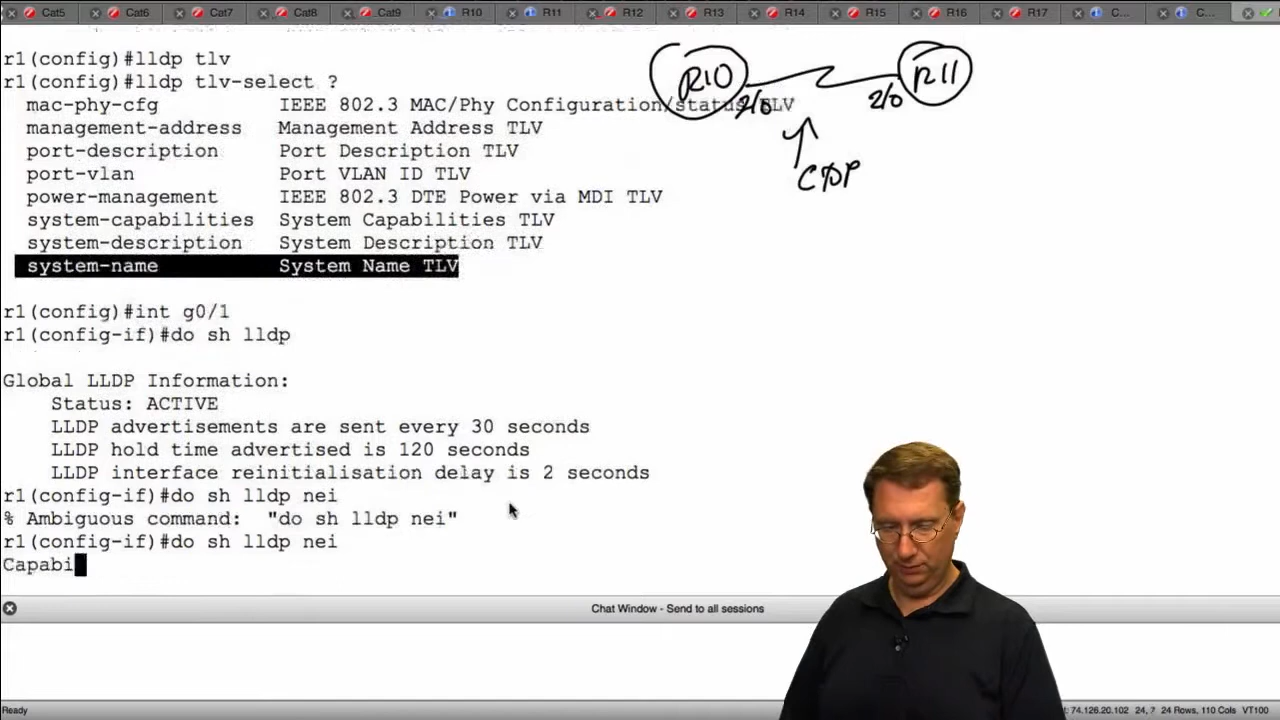 Cat5 Cat6 Cat7 Cat8 Cat9 R10 R11 R12 R13 R14 R15 R16 R17 C... C...
r1(config)#lldp tlv
r1(config)#lldp tlv-select ?
mac-phy-cfg IEEE 802.3 MAC/Phy Configuration/status TLV
management-address Management Address TLV
port-description Port Description TLV
port-vlan Port VLAN ID TLV
power-management IEEE 802.3 DTE Power via MDI TLV
system-capabilities System Capabilities TLV
system-description System Description TLV
system-name System Name TLV
r1(config)#int g0/1
r1(config-if)#do sh lldp
Global LLDP Information:
Status: ACTIVE
LLDP advertisements are sent every 30 seconds
LLDP hold time advertised is 120 seconds
LLDP interface reinitialisation delay is 2 seconds
r1(config-if)#do sh lldp nei
% Ambiguous command: "do sh lldp nei"
r1(config-if)#do sh lldp nei
Capabi
R10
R11
2/0
2/0
CDP
Chat Window - Send to all sessions
Ready
: 74.126.20.102 24, 7 24 Rows, 110 Cols VT100